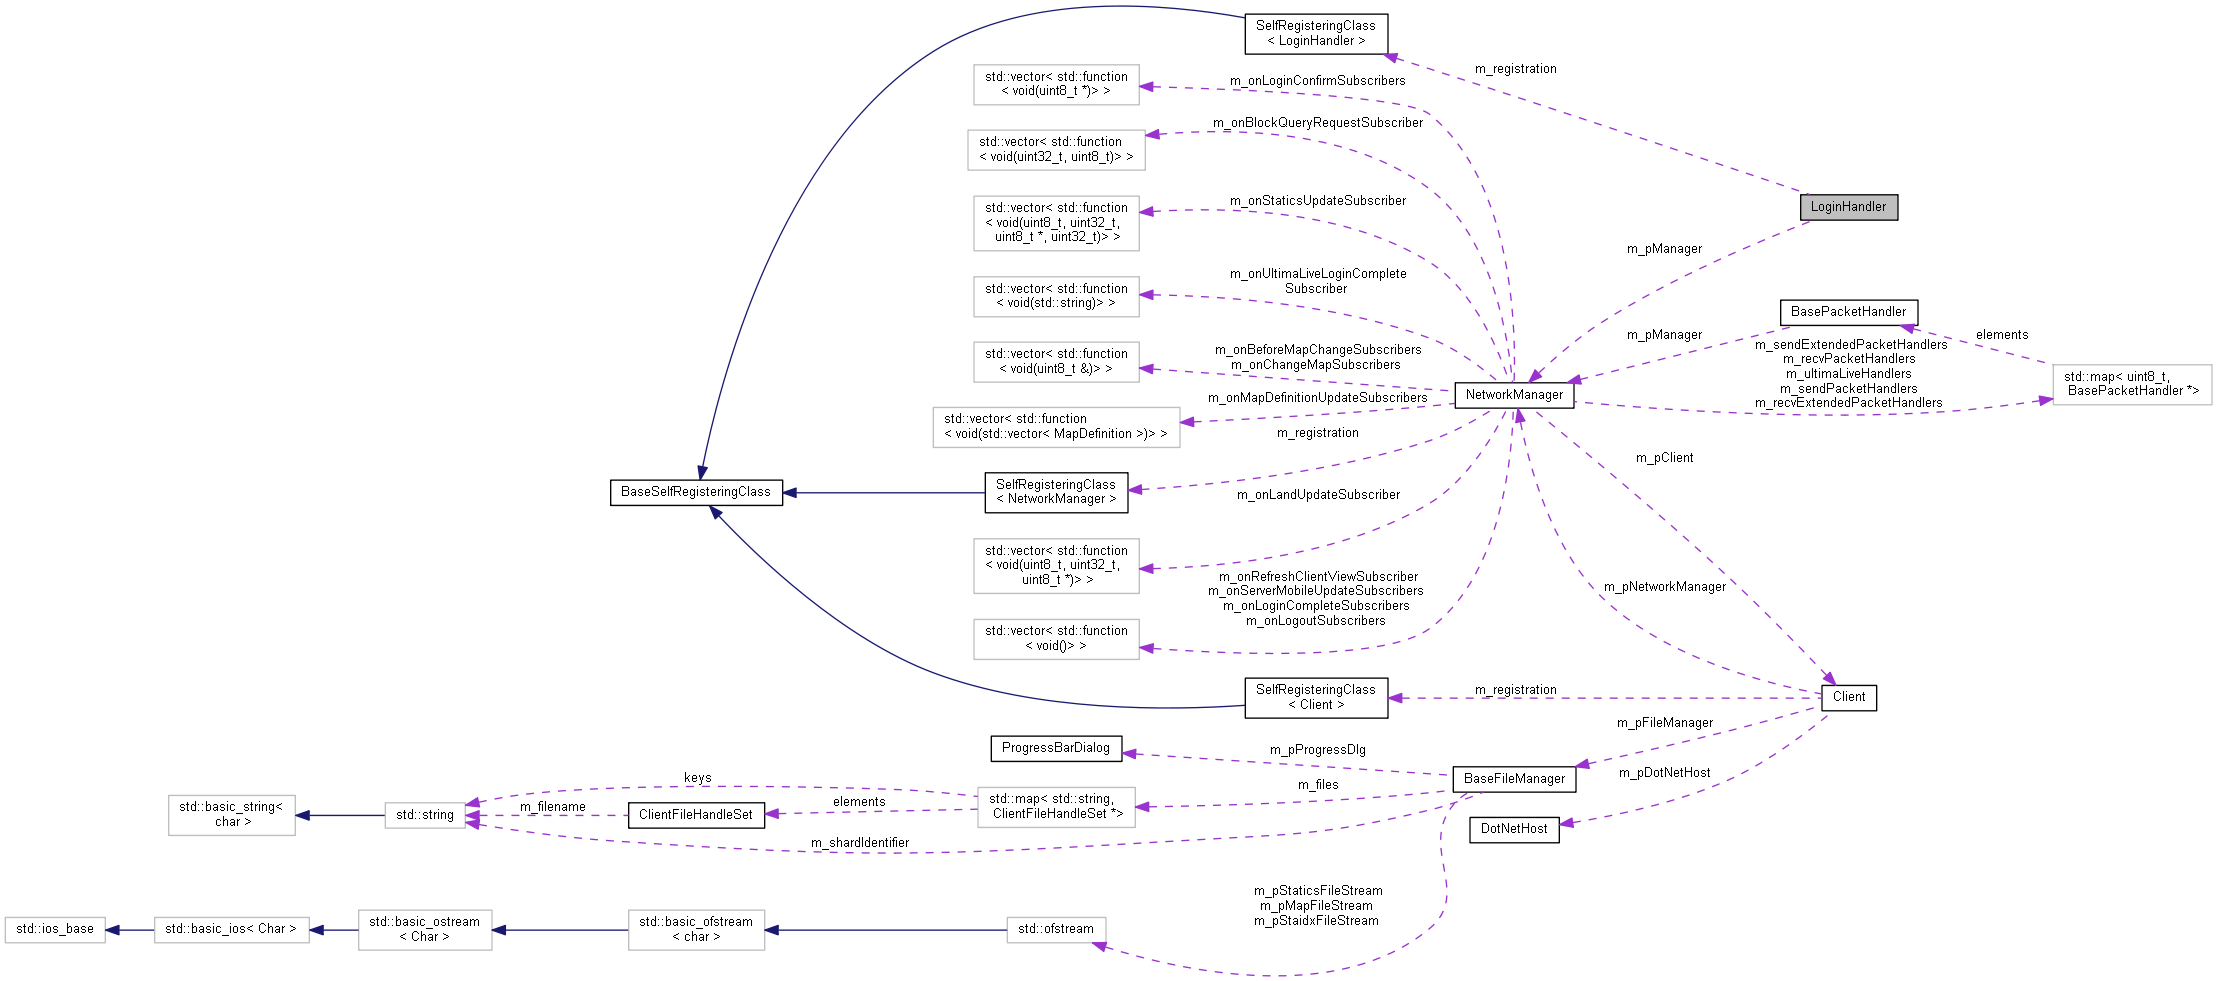 SelfRegisteringClass
< LoginHandler >
m_registration
std::vector< std::function
< void(uint8_t *)> >
m_onLoginConfirmSubscribers
m_onBlockQueryRequestSubscriber
std::vector< std::function
< void(uint32_t, uint8_t)> >
std::vector< std::function
< void(uint8_t, uint32_t,
uint8_t *, uint32_t)> >
m_onStaticsUpdateSubscriber
LoginHandler
m_pManager
std::vector< std::function
< void(std::string)> >
m_onUltimaLiveLoginComplete
Subscriber
BasePacketHandler
m_pManager
elements
std::vector< std::function
< void(uint8_t &)> >
m_onBeforeMapChangeSubscribers
m_onChangeMapSubscribers
m_sendExtendedPacketHandlers
m_recvPacketHandlers
m_ultimaLiveHandlers
m_sendPacketHandlers
m_recvExtendedPacketHandlers
std::map< uint8_t,
BasePacketHandler *>
NetworkManager
m_onMapDefinitionUpdateSubscribers
std::vector< std::function
< void(std::vector< MapDefinition >)> >
m_registration
m_pClient
BaseSelfRegisteringClass
SelfRegisteringClass
< NetworkManager >
m_onLandUpdateSubscriber
std::vector< std::function
< void(uint8_t, uint32_t,
uint8_t *)> >
m_onRefreshClientViewSubscriber
m_onServerMobileUpdateSubscribers
m_onLoginCompleteSubscribers
m_onLogoutSubscribers
m_pNetworkManager
std::vector< std::function
< void()> >
SelfRegisteringClass
< Client >
m_registration
Client
m_pFileManager
ProgressBarDialog
m_pProgressDlg
BaseFileManager
m_pDotNetHost
keys
m_files
std::basic_string<
char >
std::string
m_filename
ClientFileHandleSet
elements
std::map< std::string,
ClientFileHandleSet *>
DotNetHost
m_shardIdentifier
m_pStaticsFileStream
m_pMapFileStream
m_pStaidxFileStream
std::ios_base
std::basic_ios< Char >
std::basic_ostream
< Char >
std::basic_ofstream
< char >
std::ofstream